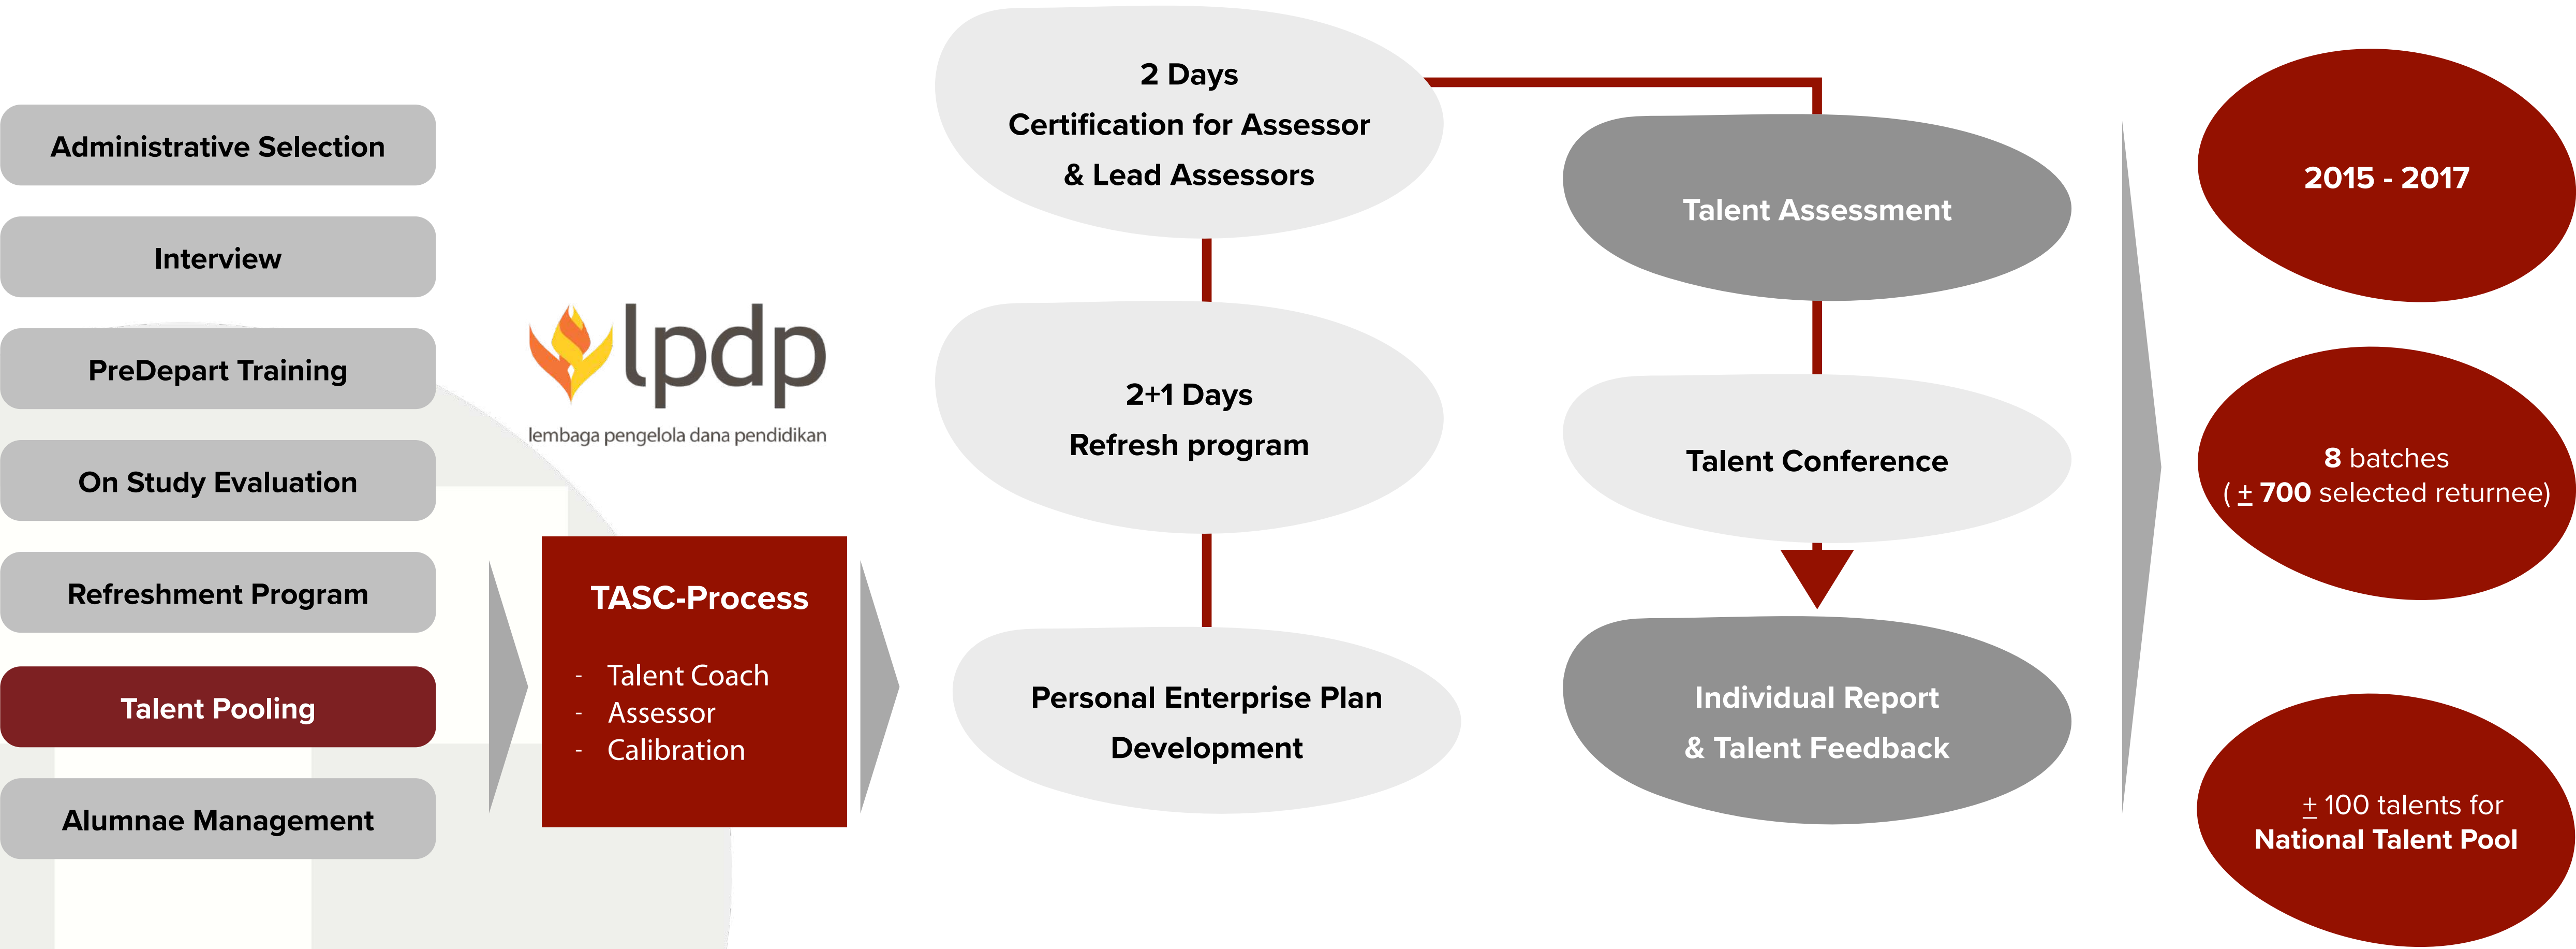 Administrative Selection
Interview
PreDepart Training
On Study Evaluation
Refreshment Program
Talent Pooling
Alumnae Management
lpdp
lembaga pengelola dana pendidikan
TASC-Process
- Talent Coach
- Assessor
- Calibration
2 Days
Certification for Assessor
& Lead Assessors
2+1 Days
Refresh program
Personal Enterprise Plan
Development
Talent Assessment
Talent Conference
Individual Report
& Talent Feedback
2015 - 2017
8 batches
( ± 700 selected returnee)
± 100 talents for
National Talent Pool